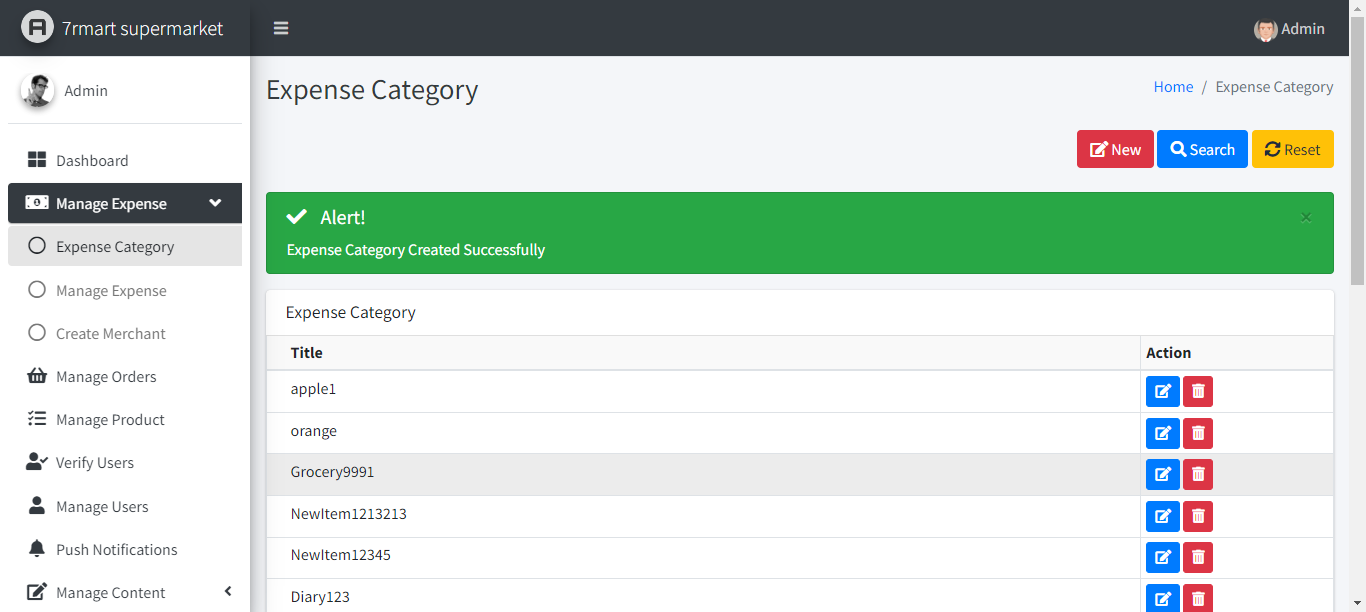 7rmart supermarket
Admin
Admin
Expense Category
Home / Expense Category
New Search Reset
Dashboard
Manage Expense
Expense Category
Manage Expense
Create Merchant
Manage Orders
Manage Product
Verify Users
Manage Users
Push Notifications
Manage Content
Alert!
×
Expense Category Created Successfully
Expense Category
Title Action
apple1
orange
Grocery9991
NewItem1213213
NewItem12345
Diary123